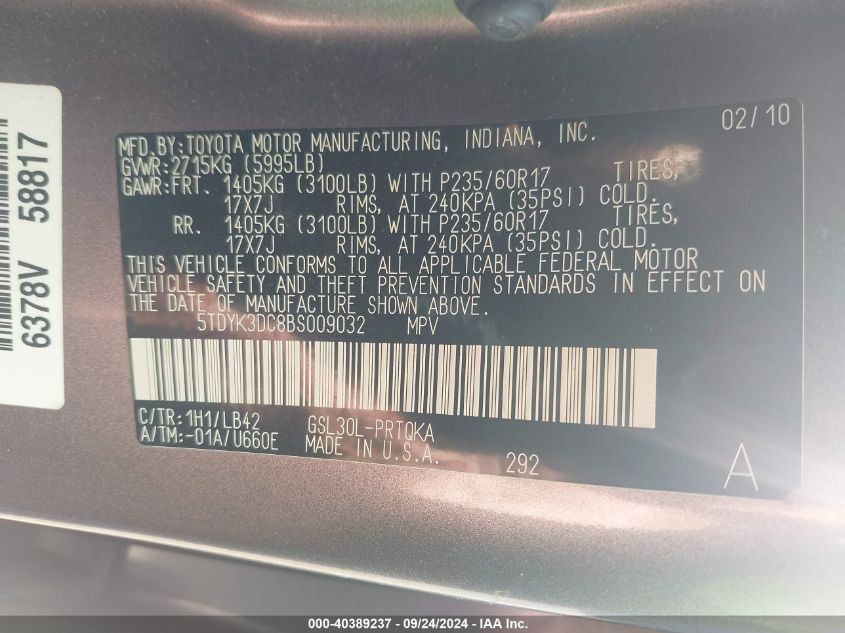 6378V 58817
02/10
MFD.BY:TOYOTA MOTOR MANUFACTURING, INDIANA, INC.
GVWR:2715KG (5995LB)
GAWR:FRT. 1405KG (3100LB) WITH P235/60R17 TIRES,
17X7J RIMS, AT 240KPA (35PSI) COLD.
RR. 1405KG (3100LB) WITH P235/60R17 TIRES,
17X7J RIMS, AT 240KPA (35PSI) COLD.
THIS VEHICLE CONFORMS TO ALL APPLICABLE FEDERAL MOTOR
VEHICLE SAFETY AND THEFT PREVENTION STANDARDS IN EFFECT ON
THE DATE OF MANUFACTURE SHOWN ABOVE.
5TDYK3DC8BS009032 MPV
C/TR:1H1/LB42 GSL30L-PRTQKA
A/TM:-01A/U660E MADE IN U.S.A. 292
A
000-40389237 - 09/24/2024 - IAA Inc.